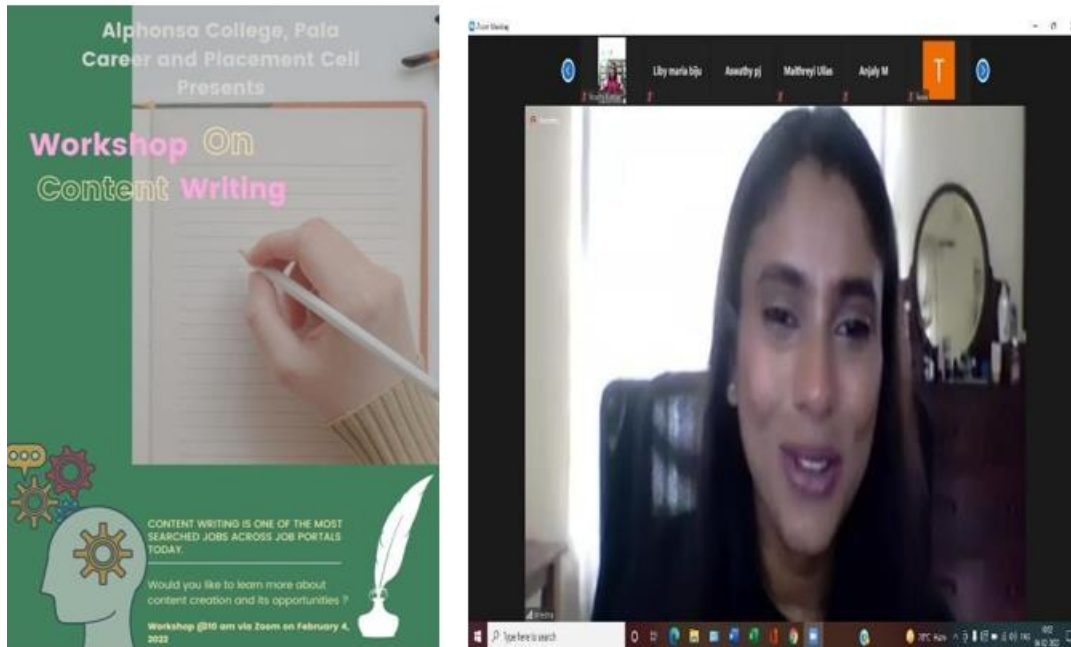 Alphonsa College, Pala
Career and Placement Cell
Presents
Workshop On
Content Writing
CONTENT WRITING IS ONE OF THE MOST
SEARCHED JOBS ACROSS JOB PORTALS
TODAY.
Would you like to learn more about
content creation and its opportunities ?
Workshop @10 am via Zoom on February 4,
2022
Zoom Meeting
Liby maria biju
Aswathy pj
Maithreyi Ullas
Anjaly M
T
Type here to search